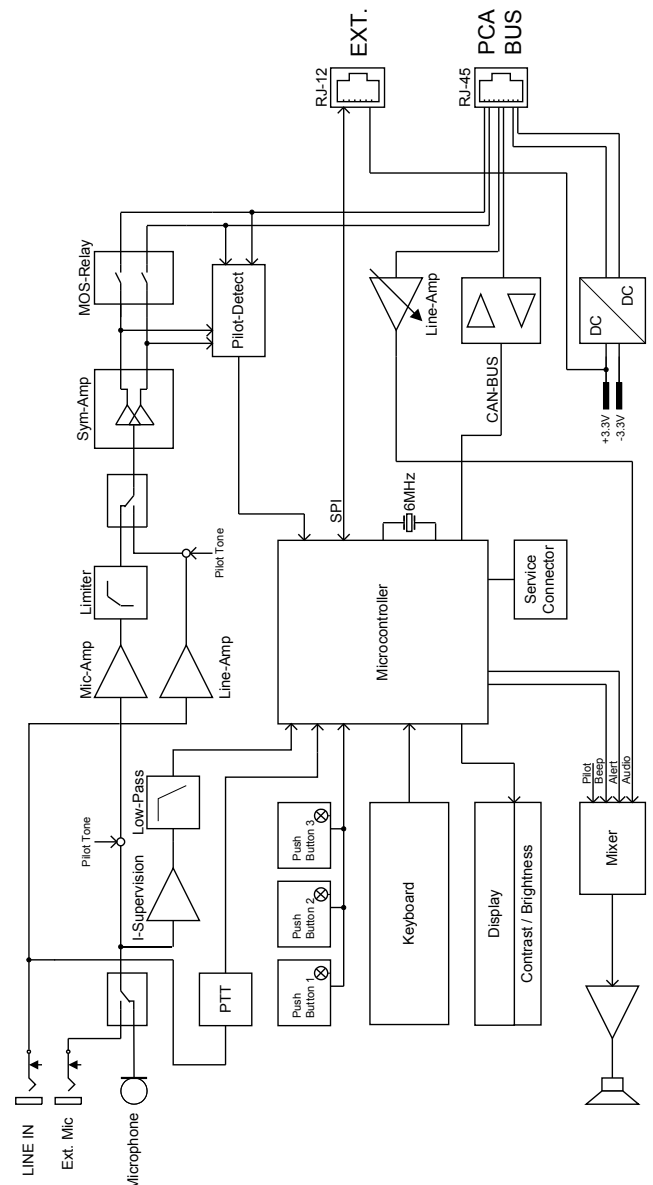 EXT.
PCA
BUS
RJ-12
RJ-45
MOS-Relay
Pilot-Detect
Line-Amp
DC
DC
+3.3V
-3.3V
Sym-Amp
CAN-BUS
SPI
6MHz
Limiter
Pilot Tone
Mic-Amp
Line-Amp
Microcontroller
Service
Connector
Pilot Tone
Low-Pass
I-Supervision
Push
Button 3
Push
Button 2
Push
Button 1
Keyboard
Display
Contrast / Brightness
Pilot
Beep
Alert
Audio
Mixer
PTT
LINE IN
Ext. Mic
Microphone